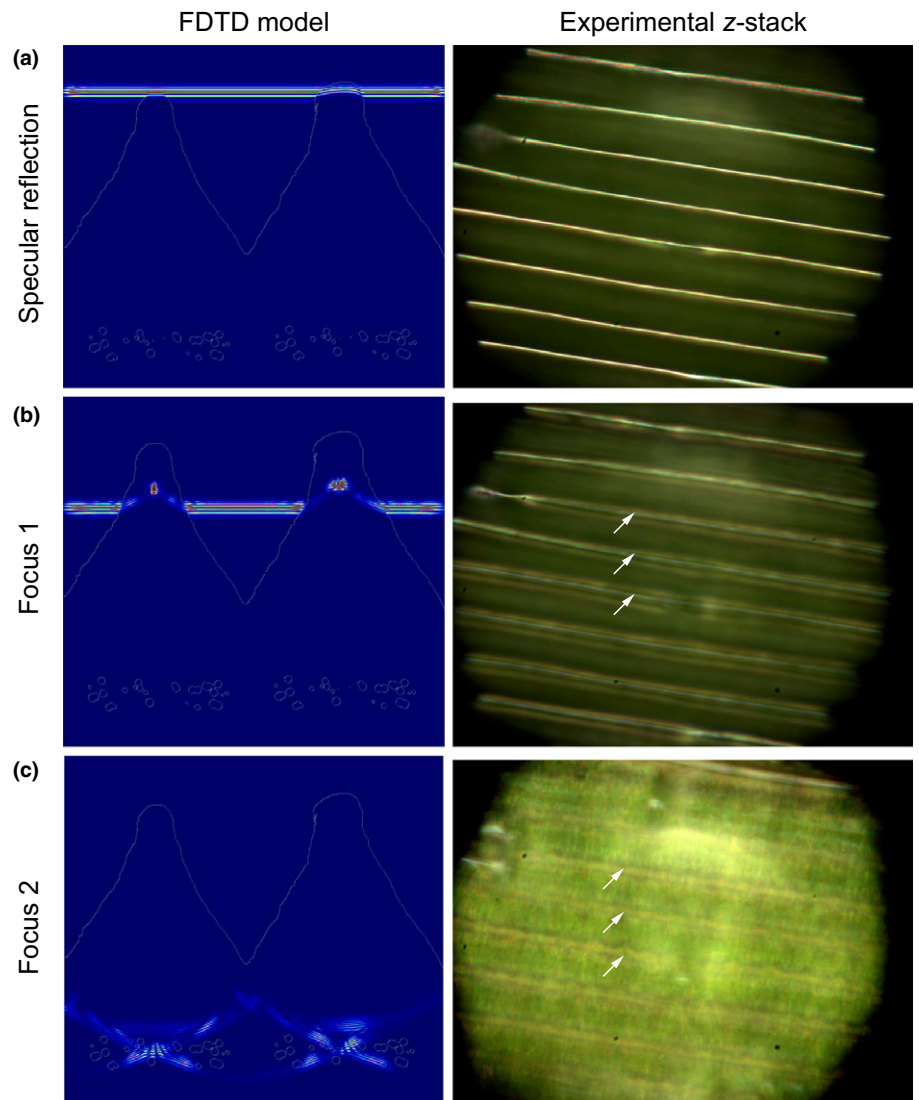 FDTD model
Experimental z-stack
(a)
Specular reflection
(b)
Focus 1
(c)
Focus 2